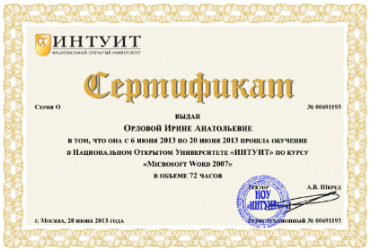 ИНТУИТ
НАЦИОНАЛЬНЫЙ ОТКРЫТЫЙ УНИВЕРСИТЕТ
Сертификат
Серия О № 00691193
ВЫДАН
Орловой Ирине Анатольевне
в том, что она с 6 июня 2013 по 20 июня 2013 прошла обучение
в Национальном Открытом Университете «ИНТУИТ» по курсу
«Microsoft Word 2007»
в объеме 72 часов
Ректор А.В. Шкред
НОУ
«ИНТУИТ»
г. Москва, 20 июня 2013 года Регистрационный № 00691193